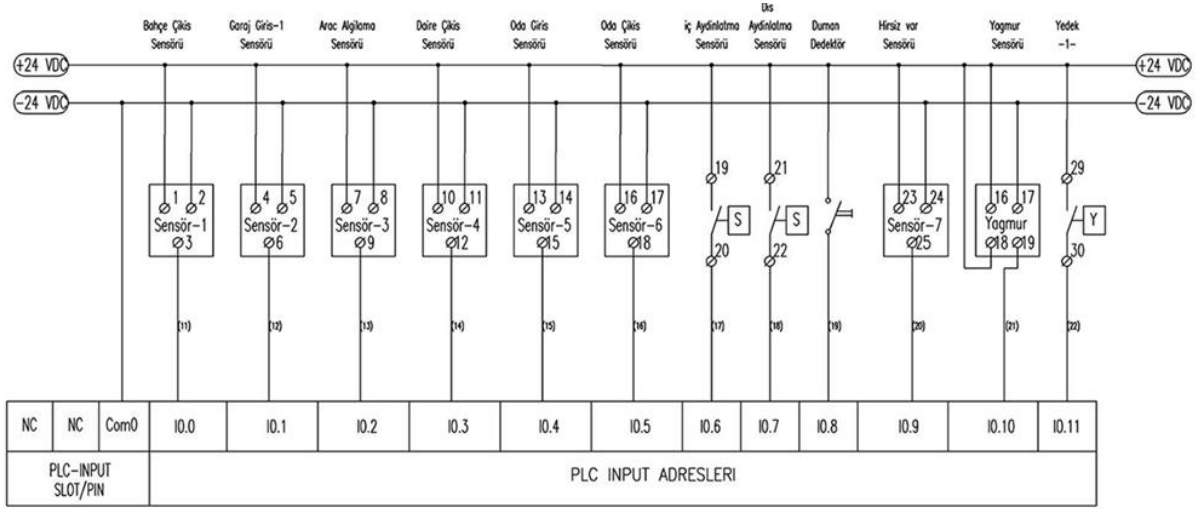 Bahçe Çikis Sensörü
Garaj Giris-1 Sensörü
Arac Algilama Sensörü
Daire Çikis Sensörü
Oda Giris Sensörü
Oda Çikis Sensörü
iç Aydinlatma Sensörü
Dis Aydinlatma Sensörü
Duman Dedektör
Hirsiz var Sensörü
Yagmur Sensörü
Yedek -1-
+24 VDC +24 VDC
-24 VDC -24 VDC
1 2
Sensör-1
3
4 5
Sensör-2
6
7 8
Sensör-3
9
10 11
Sensör-4
12
13 14
Sensör-5
15
16 17
Sensör-6
18
19
S
20
21
S
22
23 24
Sensör-7
25
16 17
Yagmur
18 19
29
Y
30
(11) (12) (13) (14) (15) (16) (17) (18) (19) (20) (21) (22)
NC NC Com0 I0.0 I0.1 I0.2 I0.3 I0.4 I0.5 I0.6 I0.7 I0.8 I0.9 I0.10 I0.11
PLC-INPUT
SLOT/PIN
PLC INPUT ADRESLERI